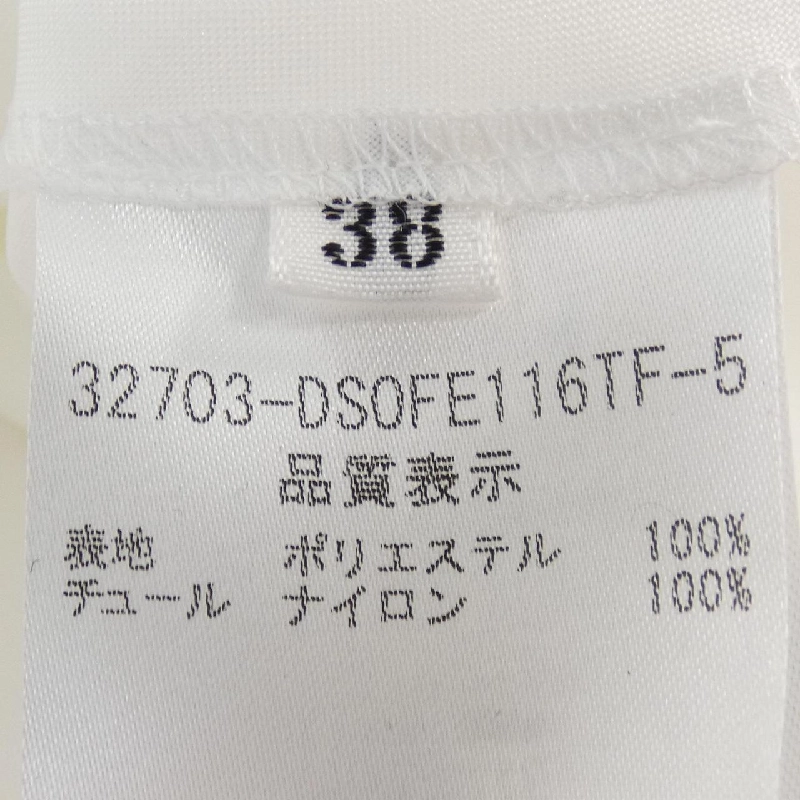 38
32703-DS0FE116TF-5
品質表示
表地 ポリエステル 100%
チュール ナイロン 100%